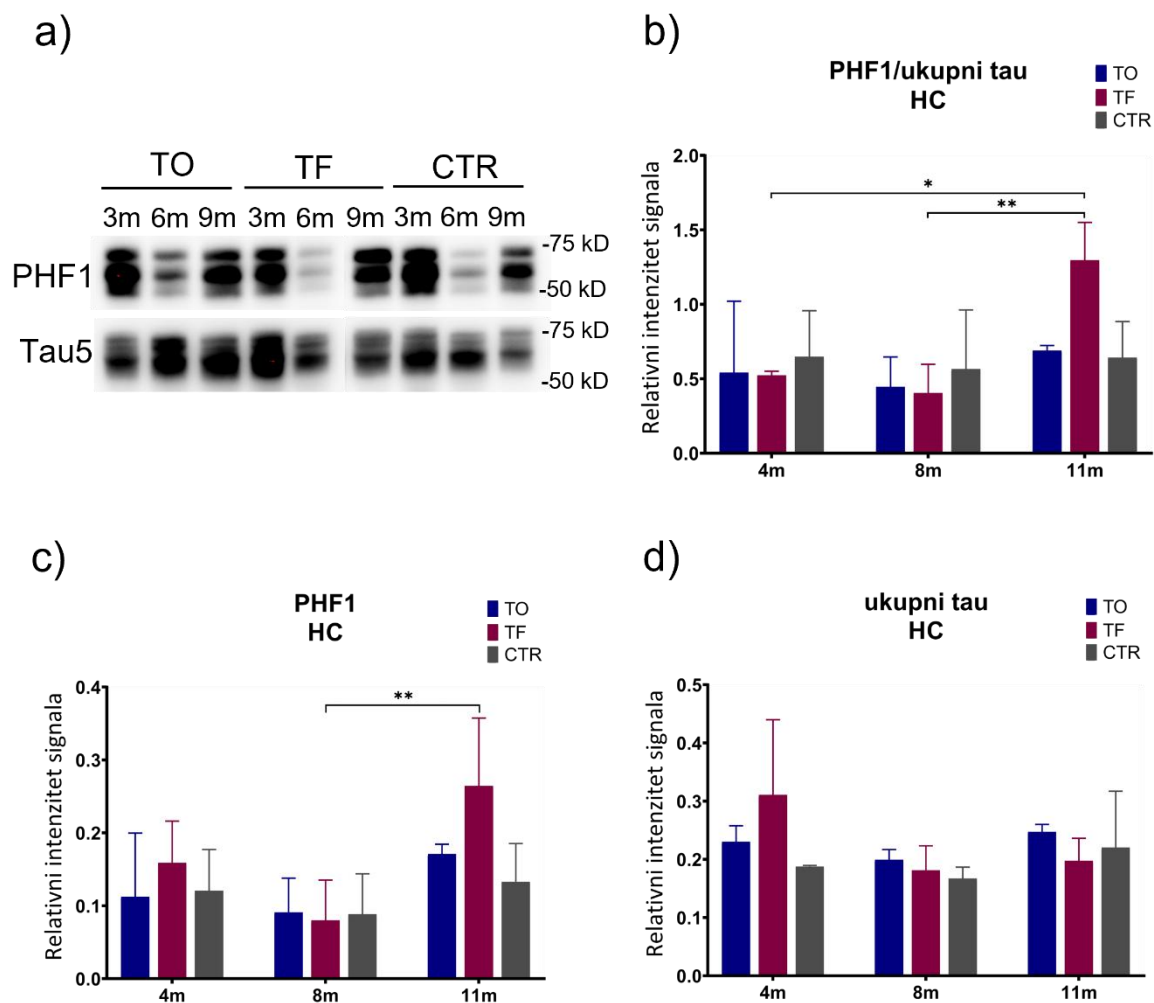 a)
TO TF CTR
3m 6m 9m 3m 6m 9m 3m 6m 9m
PHF1
-75 kD
-50 kD
Tau5
-75 kD
-50 kD
b)
PHF1/ukupni tau
HC
TO
TF
CTR
Relativni intenzitet signala
2.0
1.5
1.0
0.5
0.0
*
**
4m 8m 11m
c)
PHF1
HC
TO
TF
CTR
Relativni intenzitet signala
0.4
0.3
0.2
0.1
0.0
**
4m 8m 11m
d)
ukupni tau
HC
TO
TF
CTR
Relativni intenzitet signala
0.5
0.4
0.3
0.2
0.1
0.0
4m 8m 11m